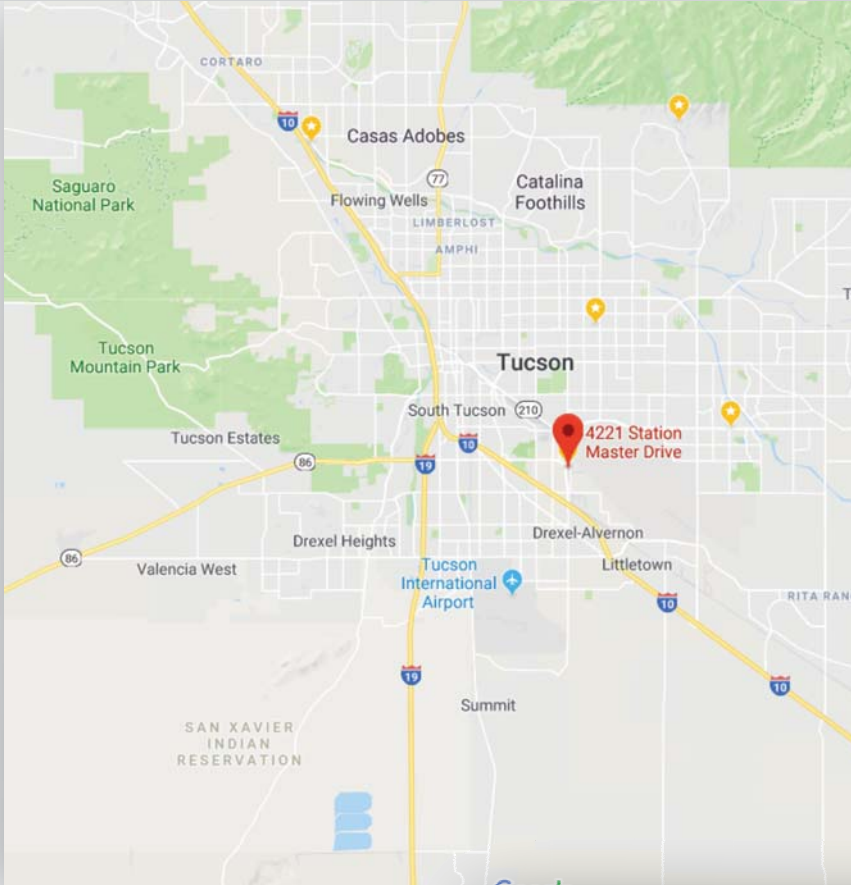 CORTARO
10
Casas Adobes
77
Saguaro
National Park
Catalina
Foothills
Flowing Wells
LIMBERLOST
AMPHI
Tucson
Mountain Park
Tucson
South Tucson
210
4221 Station
Master Drive
Tucson Estates
10
86
19
Drexel Heights
Drexel-Alvernon
86
Valencia West
Tucson
International
Airport
Littletown
10
RITA RAN
19
10
Summit
SAN XAVIER
INDIAN
RESERVATION